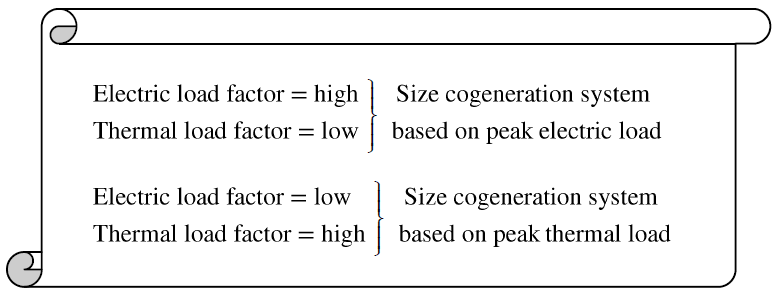 Electric load factor = high } Size cogeneration system
Thermal load factor = low } based on peak electric load
Electric load factor = low } Size cogeneration system
Thermal load factor = high } based on peak thermal load